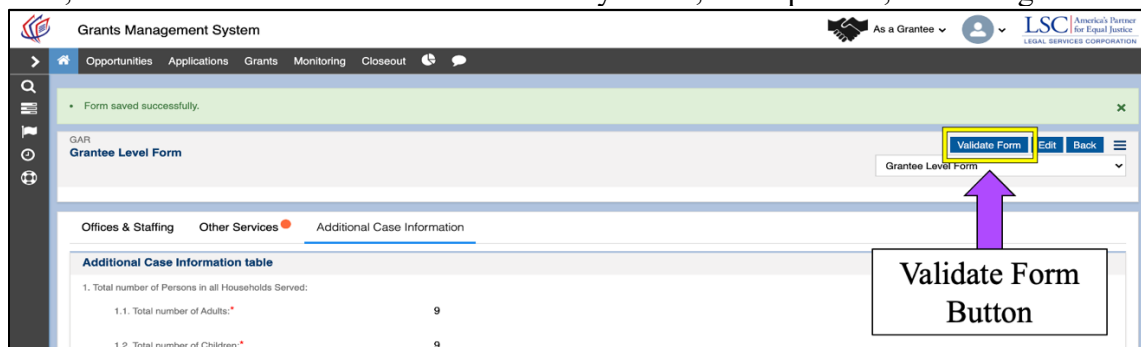 Grants Management System
As a Grantee
LSC America's Partner for Equal Justice
LEGAL SERVICES CORPORATION
Opportunities Applications Grants Monitoring Closeout
Form saved successfully.
GAR
Grantee Level Form
Validate Form Edit Back
Grantee Level Form
Offices & Staffing Other Services Additional Case Information
Additional Case Information table
1. Total number of Persons in all Households Served:
1.1. Total number of Adults:* 9
1.2. Total number of Children:* 9
Validate Form
Button